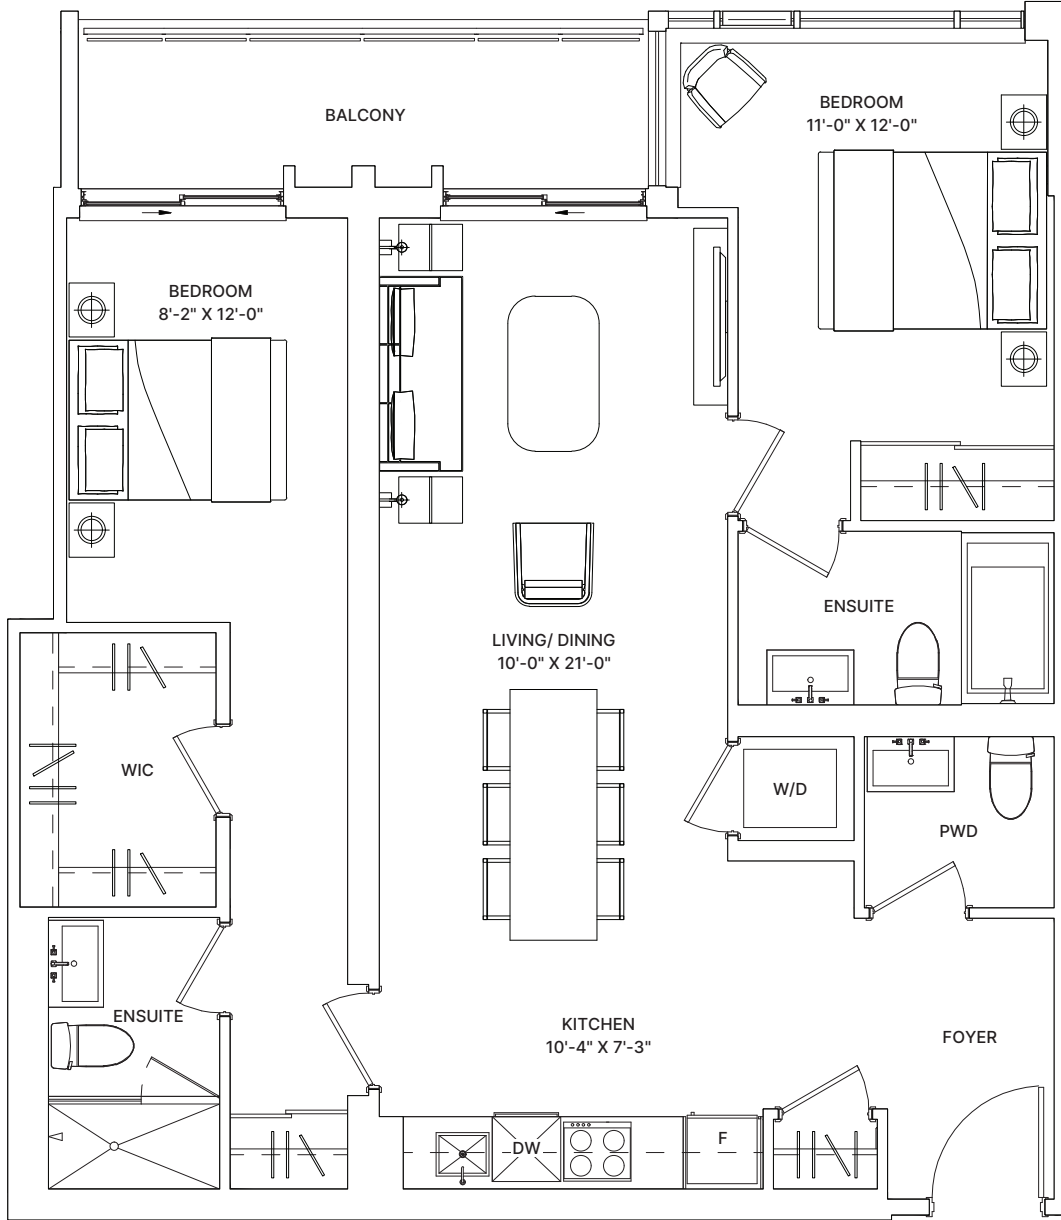 BALCONY
BEDROOM
11'-0" X 12'-0"
BEDROOM
8'-2" X 12'-0"
ENSUITE
LIVING/ DINING
10'-0" X 21'-0"
WIC
W/D
PWD
ENSUITE
KITCHEN
10'-4" X 7'-3"
FOYER
DW
F